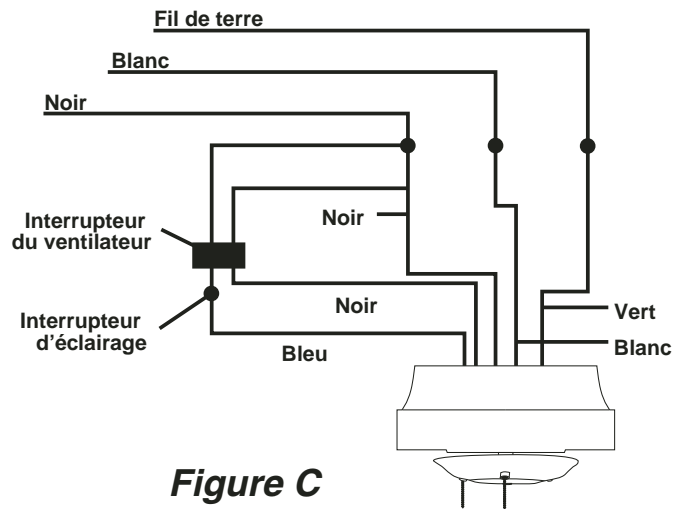 Fil de terre
Blanc
Noir
Noir
Interrupteur
du ventilateur
Noir
Vert
Interrupteur
d'éclairage
Bleu
Blanc
Figure C